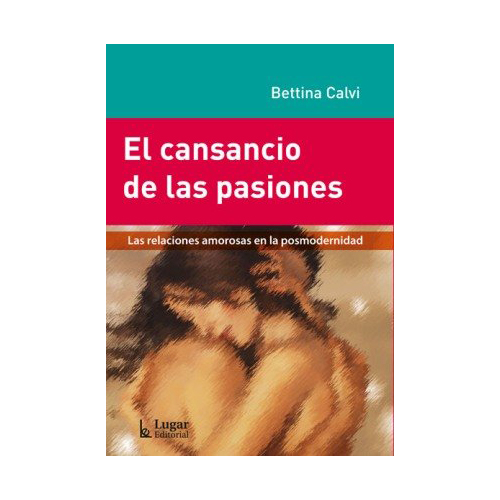 Bettina Calvi
El cansancio
de las pasiones
Las relaciones amorosas en la posmodernidad
Lugar
Editorial